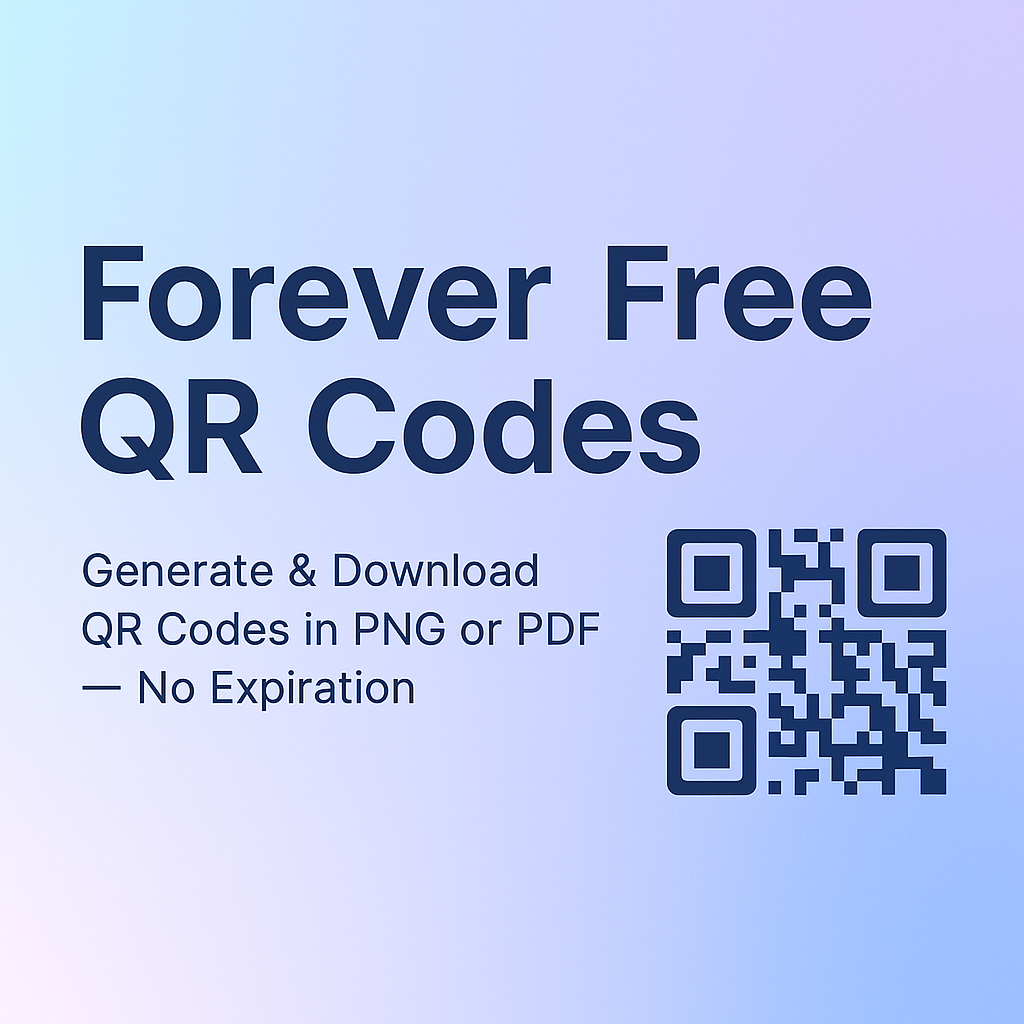 Forever Free
QR Codes
Generate & Download
QR Codes in PNG or PDF
— No Expiration